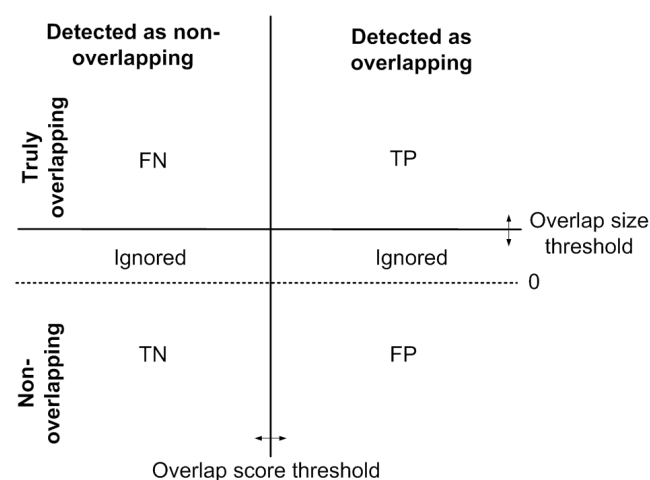 Detected as non-
overlapping
Detected as
overlapping
Truly
overlapping
FN
TP
Overlap size
threshold
Ignored
Ignored
0
Non-
overlapping
TN
FP
Overlap score threshold